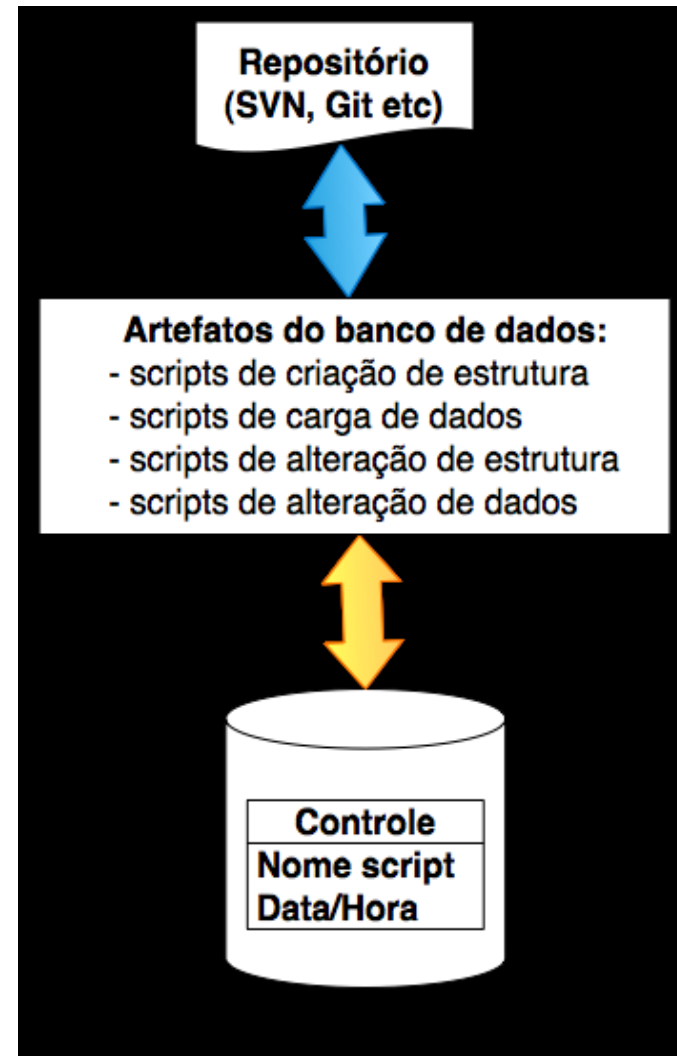 Repositório
(SVN, Git etc)
Artefatos do banco de dados:
- scripts de criação de estrutura
- scripts de carga de dados
- scripts de alteração de estrutura
- scripts de alteração de dados
Controle
Nome script
Data/Hora